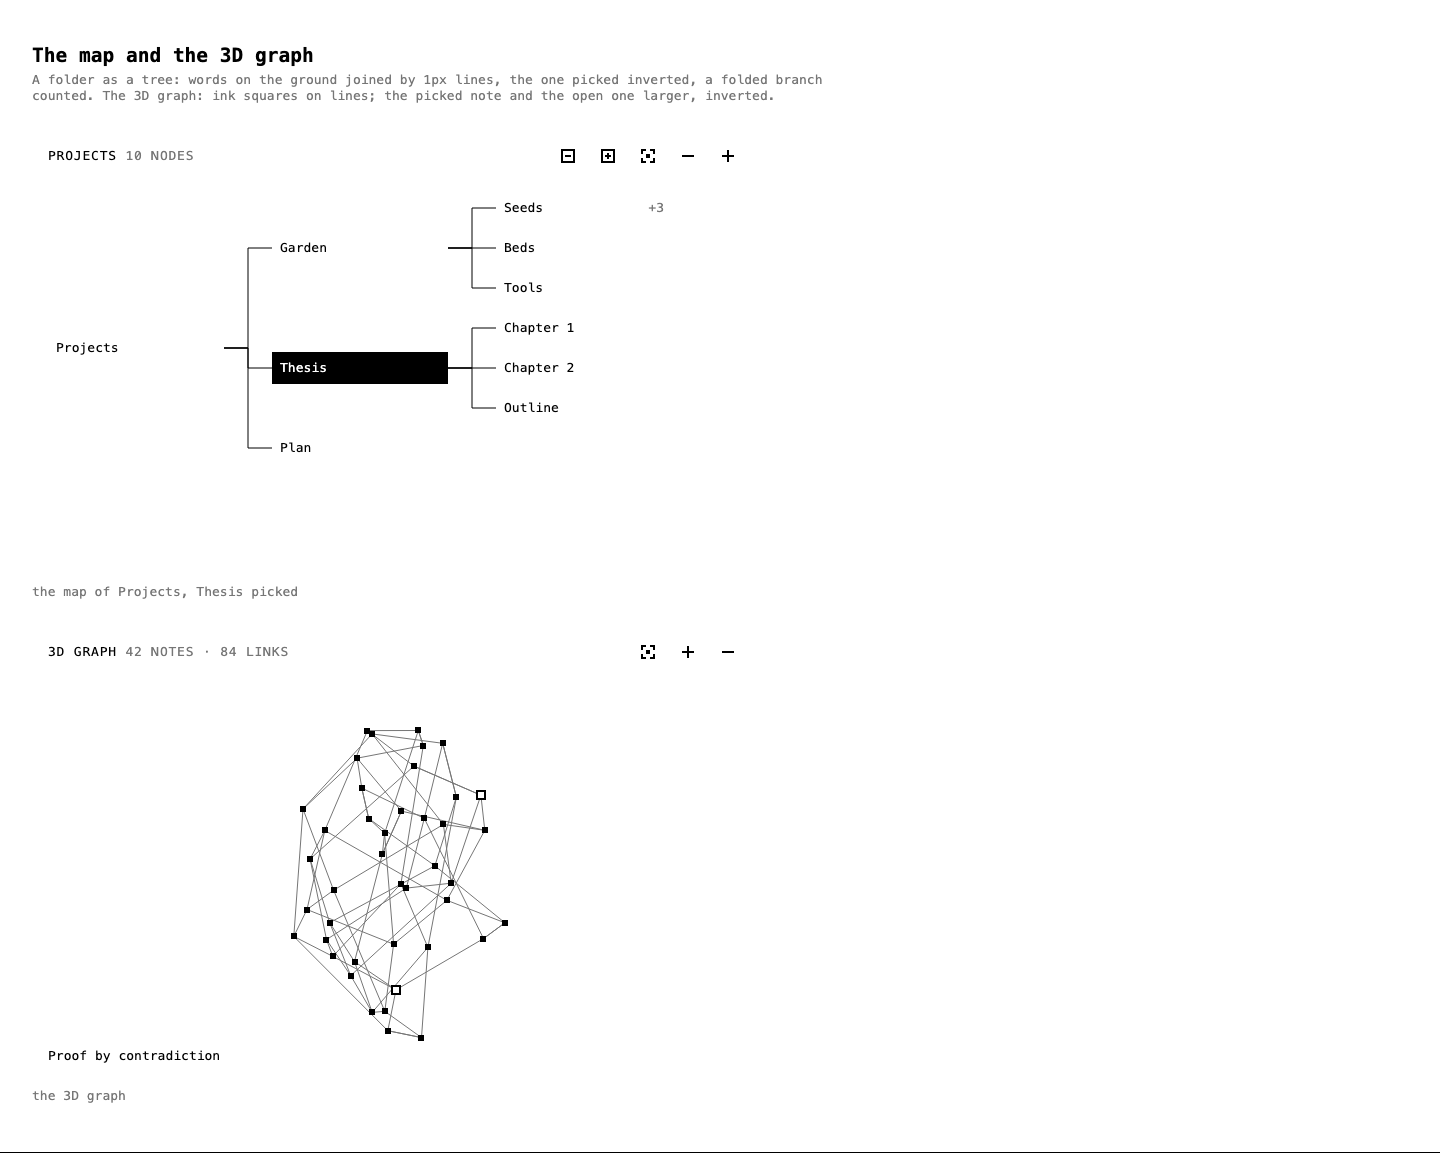 The map and the 3D graph
A folder as a tree: words on the ground joined by 1px lines, the one picked inverted, a folded branch
counted. The 3D graph: ink squares on lines; the picked note and the open one larger, inverted.
PROJECTS 10 NODES
Seeds +3
Garden
Beds
Tools
Chapter 1
Projects
Thesis
Chapter 2
Outline
Plan
the map of Projects, Thesis picked
3D GRAPH 42 NOTES · 84 LINKS
Proof by contradiction
the 3D graph